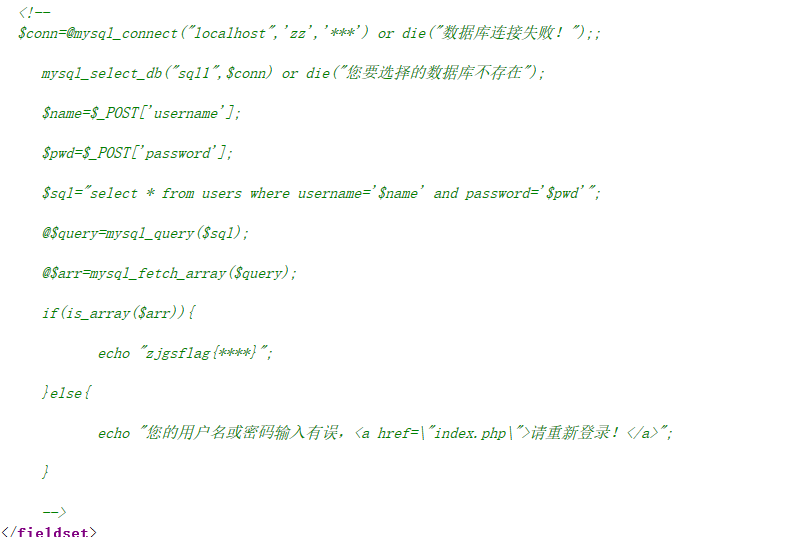 <!--
$conn=@mysql_connect("localhost",'zz','***') or die("数据库连接失败！");;
mysql_select_db("sql1",$conn) or die("您要选择的数据库不存在");
$name=$_POST['username'];
$pwd=$_POST['password'];
$sql="select * from users where username='$name' and password='$pwd'";
@$query=mysql_query($sql);
@$arr=mysql_fetch_array($query);
if(is_array($arr)){
echo "zjgsflag{****}";
}else{
echo "您的用户名或密码输入有误，<a href=\"index.php\">请重新登录！</a>";
}
-->
</fieldset>